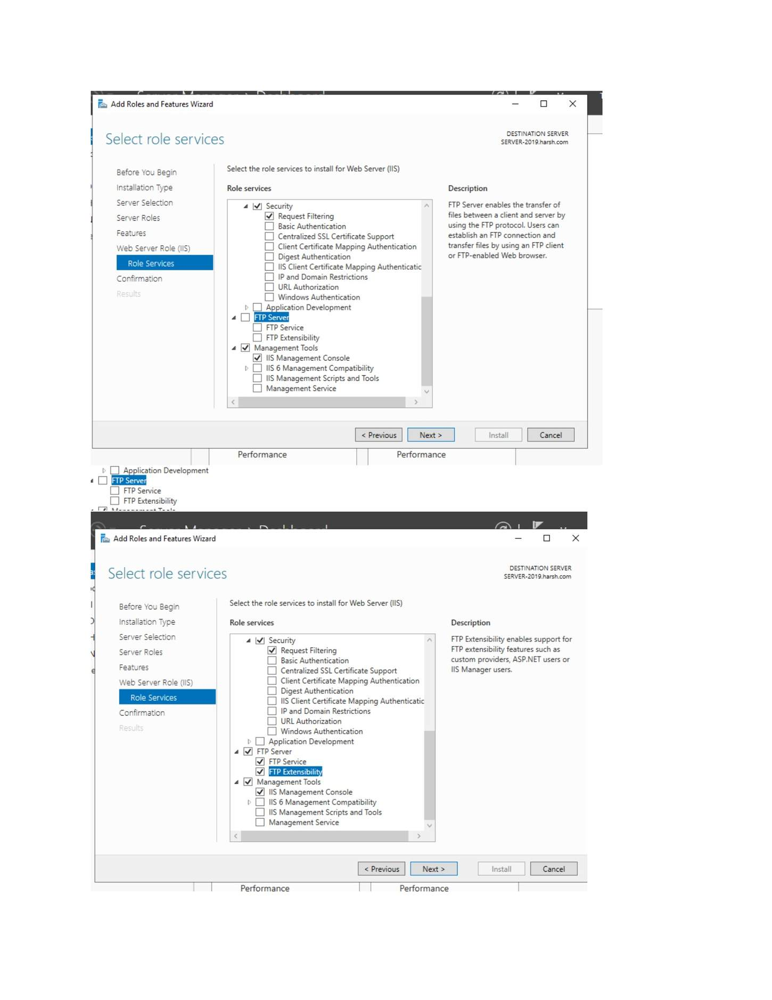 Server Manager › Dashboard
Add Roles and Features Wizard
Select role services
DESTINATION SERVER
SERVER-2019.harsh.com
Before You Begin
Installation Type
Server Selection
Server Roles
Features
Web Server Role (IIS)
Role Services
Confirmation
Results
Select the role services to install for Web Server (IIS)
Role services
Security
Request Filtering
Basic Authentication
Centralized SSL Certificate Support
Client Certificate Mapping Authentication
Digest Authentication
IIS Client Certificate Mapping Authenticatic
IP and Domain Restrictions
URL Authorization
Windows Authentication
Application Development
FTP Server
FTP Service
FTP Extensibility
Management Tools
IIS Management Console
IIS 6 Management Compatibility
IIS Management Scripts and Tools
Management Service
Description
FTP Server enables the transfer of
files between a client and server by
using the FTP protocol. Users can
establish an FTP connection and
transfer files by using an FTP client
or FTP-enabled Web browser.
< Previous
Next >
Install
Cancel
Performance
Performance
Application Development
FTP Server
FTP Service
FTP Extensibility
Management Tools
Server Manager › Dashboard
Add Roles and Features Wizard
Select role services
DESTINATION SERVER
SERVER-2019.harsh.com
Before You Begin
Installation Type
Server Selection
Server Roles
Features
Web Server Role (IIS)
Role Services
Confirmation
Results
Select the role services to install for Web Server (IIS)
Role services
Security
Request Filtering
Basic Authentication
Centralized SSL Certificate Support
Client Certificate Mapping Authentication
Digest Authentication
IIS Client Certificate Mapping Authenticatic
IP and Domain Restrictions
URL Authorization
Windows Authentication
Application Development
FTP Server
FTP Service
FTP Extensibility
Management Tools
IIS Management Console
IIS 6 Management Compatibility
IIS Management Scripts and Tools
Management Service
Description
FTP Extensibility enables support for
FTP extensibility features such as
custom providers, ASP.NET users or
IIS Manager users.
< Previous
Next >
Install
Cancel
Performance
Performance